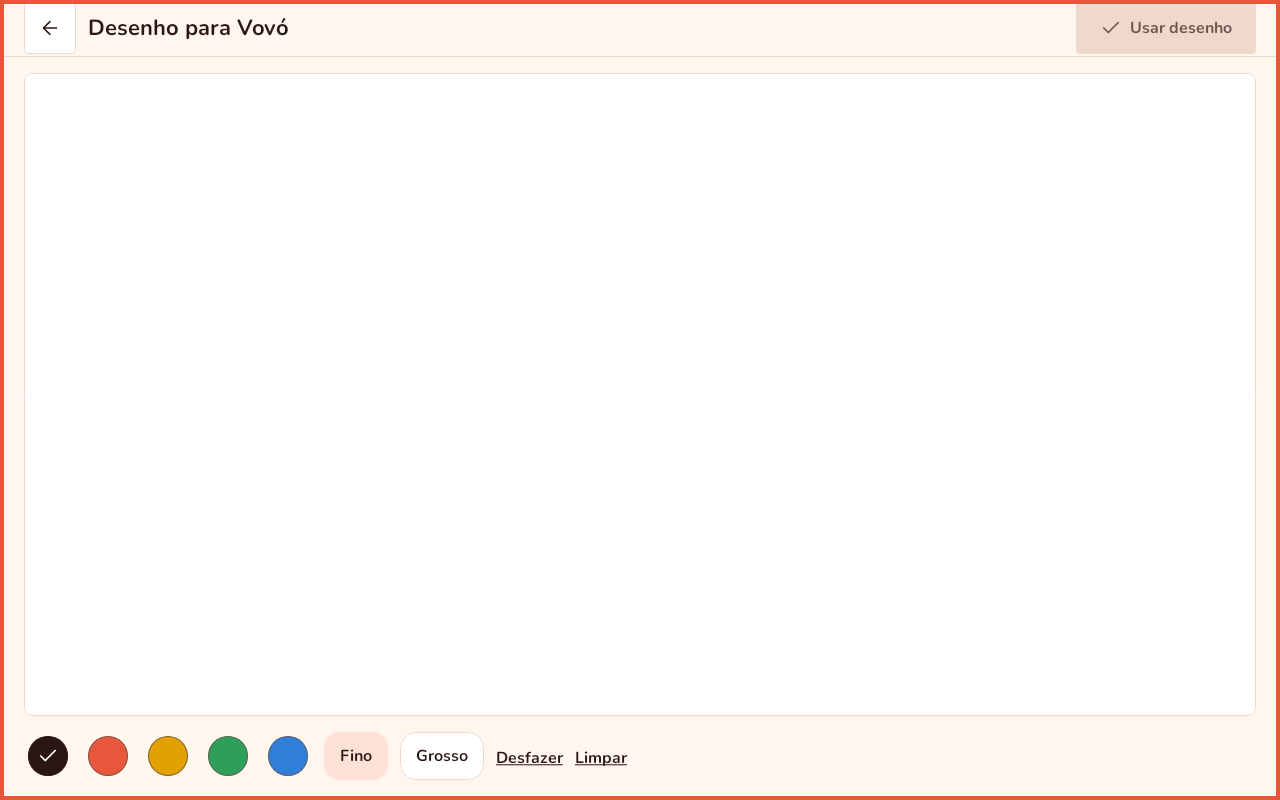 Desenho para Vovó
Usar desenho
Fino
Grosso
Desfazer
Limpar